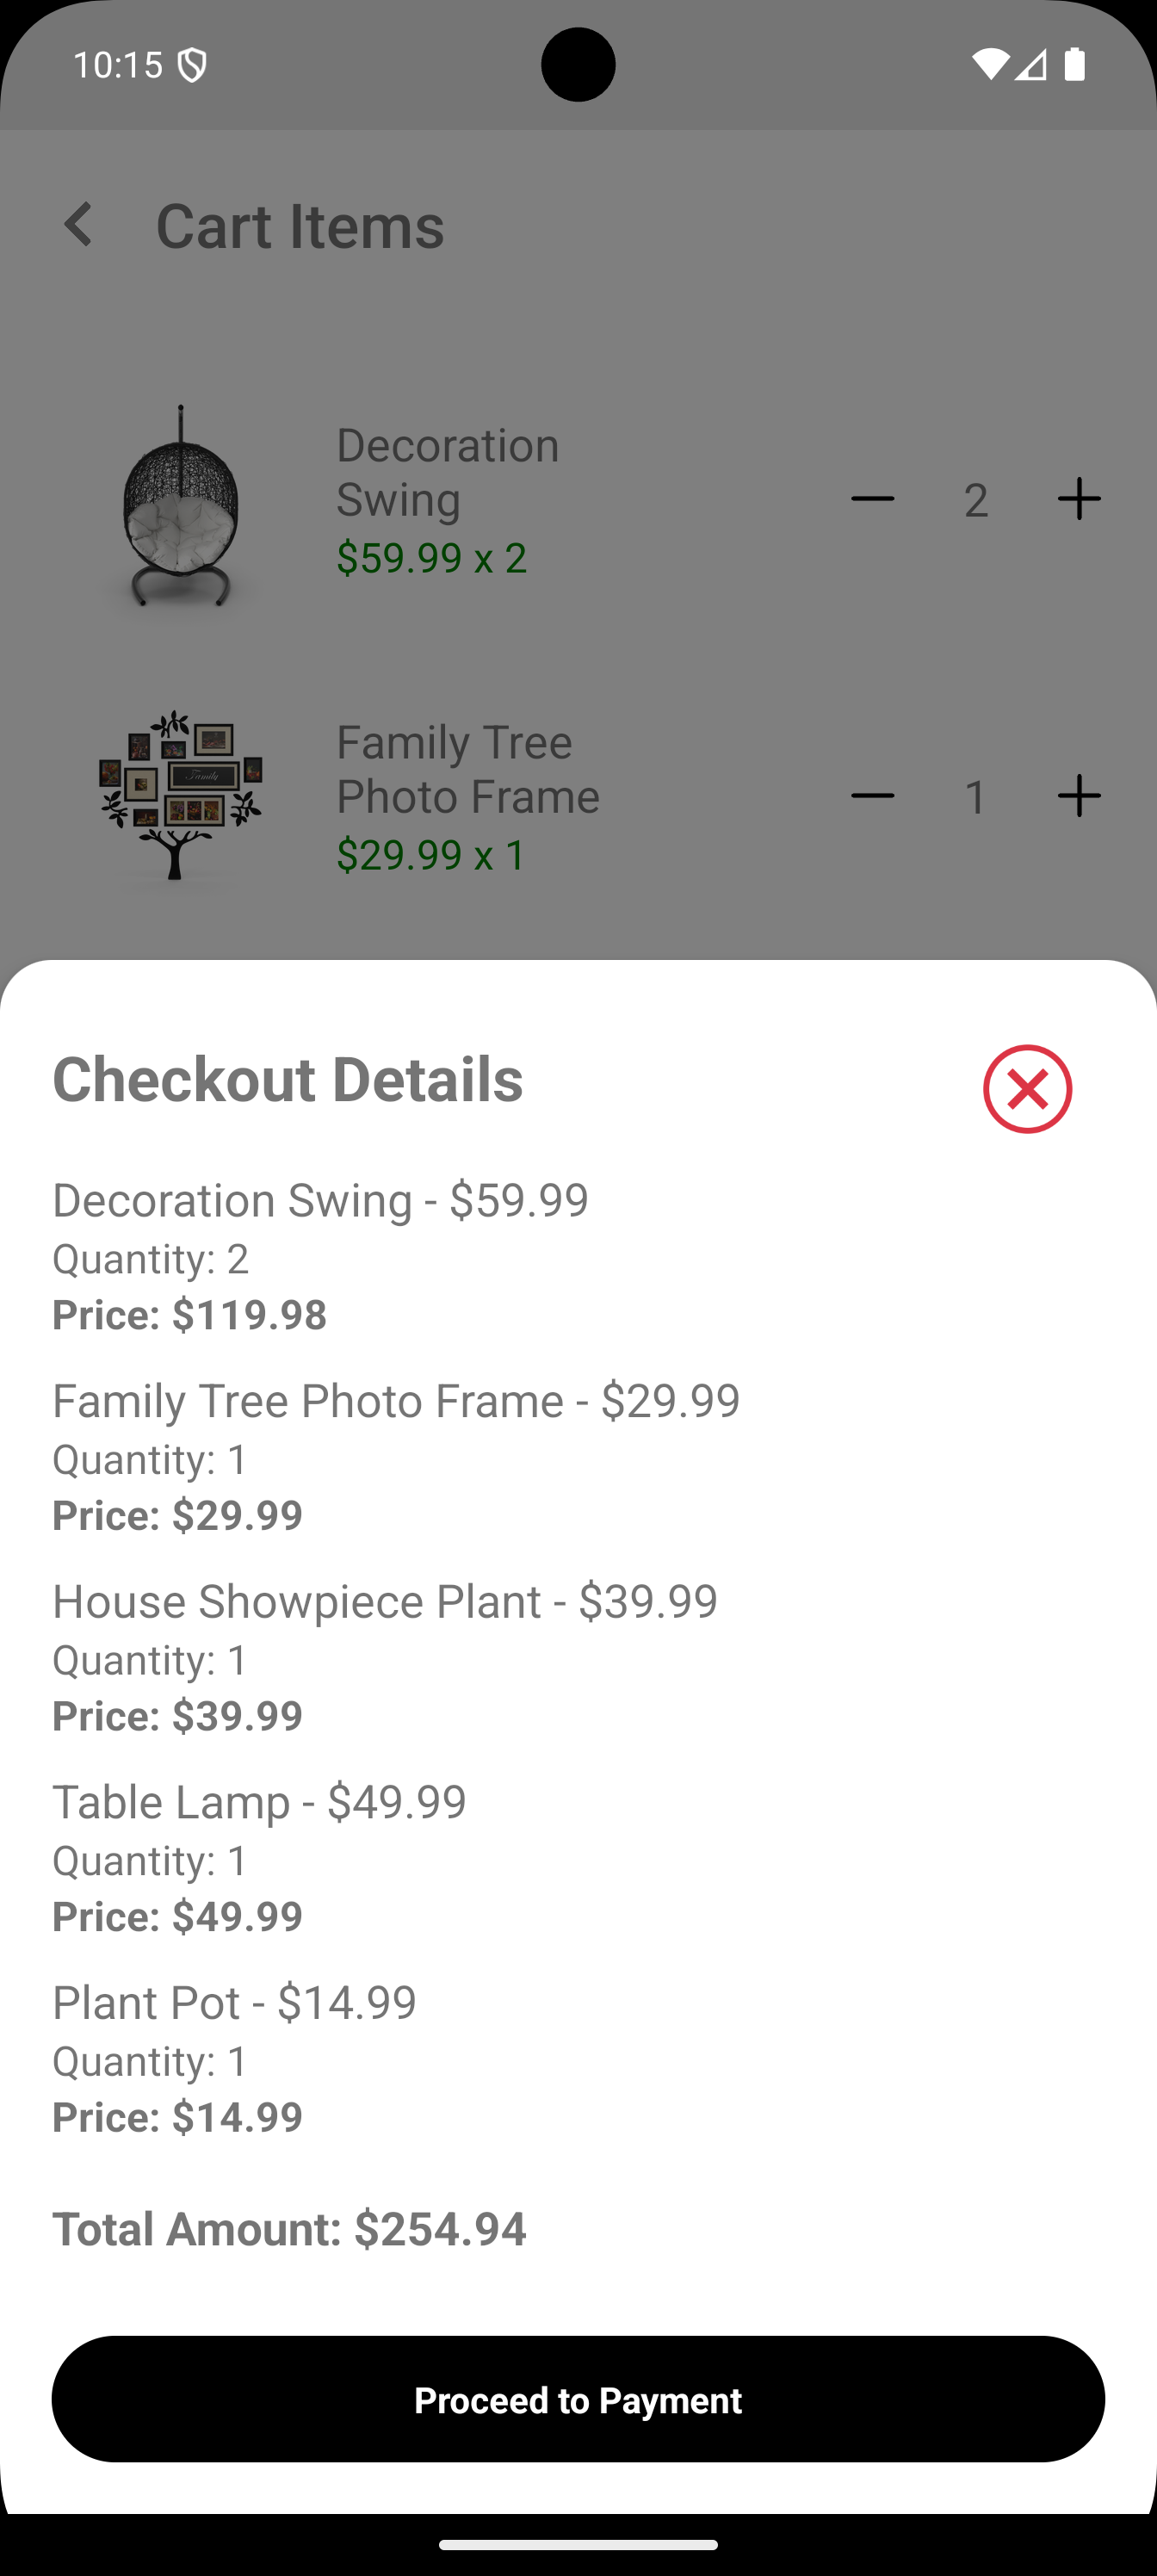 10:15
Cart Items
Decoration
Swing
$59.99 x 2
2
Family Tree
Photo Frame
$29.99 x 1
1
Family
Checkout Details
Decoration Swing - $59.99
Quantity: 2
Price: $119.98
Family Tree Photo Frame - $29.99
Quantity: 1
Price: $29.99
House Showpiece Plant - $39.99
Quantity: 1
Price: $39.99
Table Lamp - $49.99
Quantity: 1
Price: $49.99
Plant Pot - $14.99
Quantity: 1
Price: $14.99
Total Amount: $254.94
Proceed to Payment